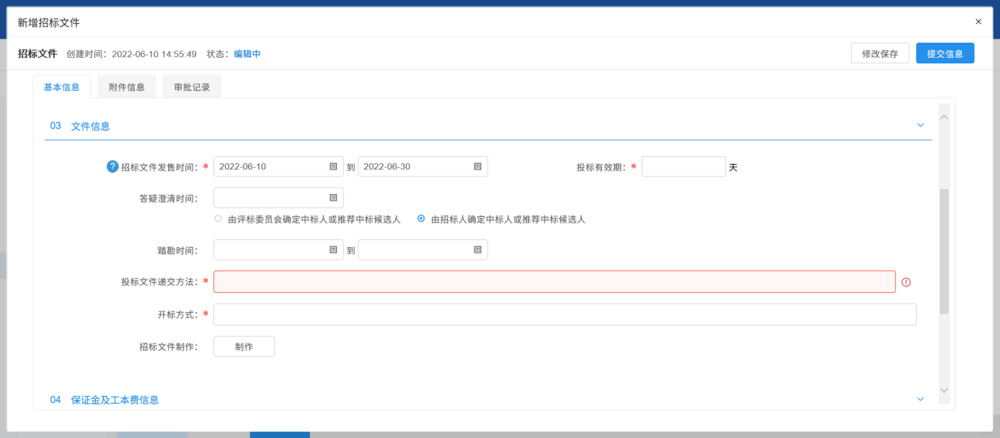 新增招标文件 ×
招标文件 创建时间：2022-06-10 14:55:49 状态：编辑中 修改保存 提交信息
基本信息 附件信息 审批记录
03 文件信息
? 招标文件发售时间：* 2022-06-10 到 2022-06-30 投标有效期：* 天
答疑澄清时间：
由评标委员会确定中标人或推荐中标候选人 由招标人确定中标人或推荐中标候选人
踏勘时间： 到
投标文件递交方法：*
开标方式：*
招标文件制作： 制作
04 保证金及工本费信息